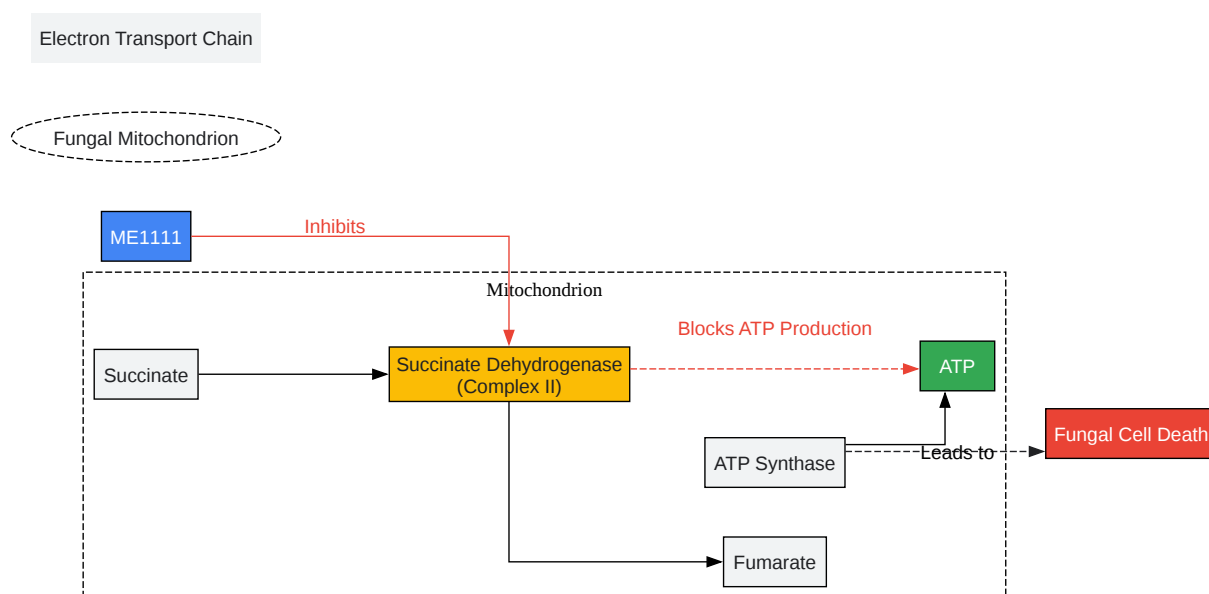 Electron Transport Chain
Fungal Mitochondrion
ME1111
Inhibits
Mitochondrion
Succinate
Succinate Dehydrogenase
(Complex II)
Blocks ATP Production
ATP
ATP Synthase
Leads to
Fungal Cell Death
Fumarate